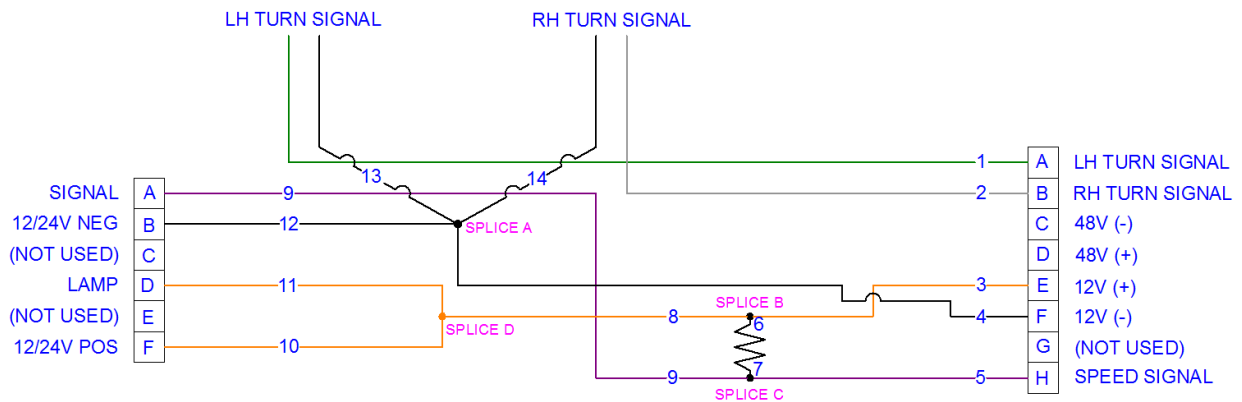 LH TURN SIGNAL
RH TURN SIGNAL
13
14
1
A
LH TURN SIGNAL
SIGNAL
A
9
2
B
RH TURN SIGNAL
12/24V NEG
B
12
SPLICE A
C
48V (-)
(NOT USED)
C
D
48V (+)
LAMP
D
11
3
E
12V (+)
SPLICE B
(NOT USED)
E
SPLICE D
8
6
4
F
12V (-)
12/24V POS
F
10
G
(NOT USED)
7
9
5
H
SPEED SIGNAL
SPLICE C